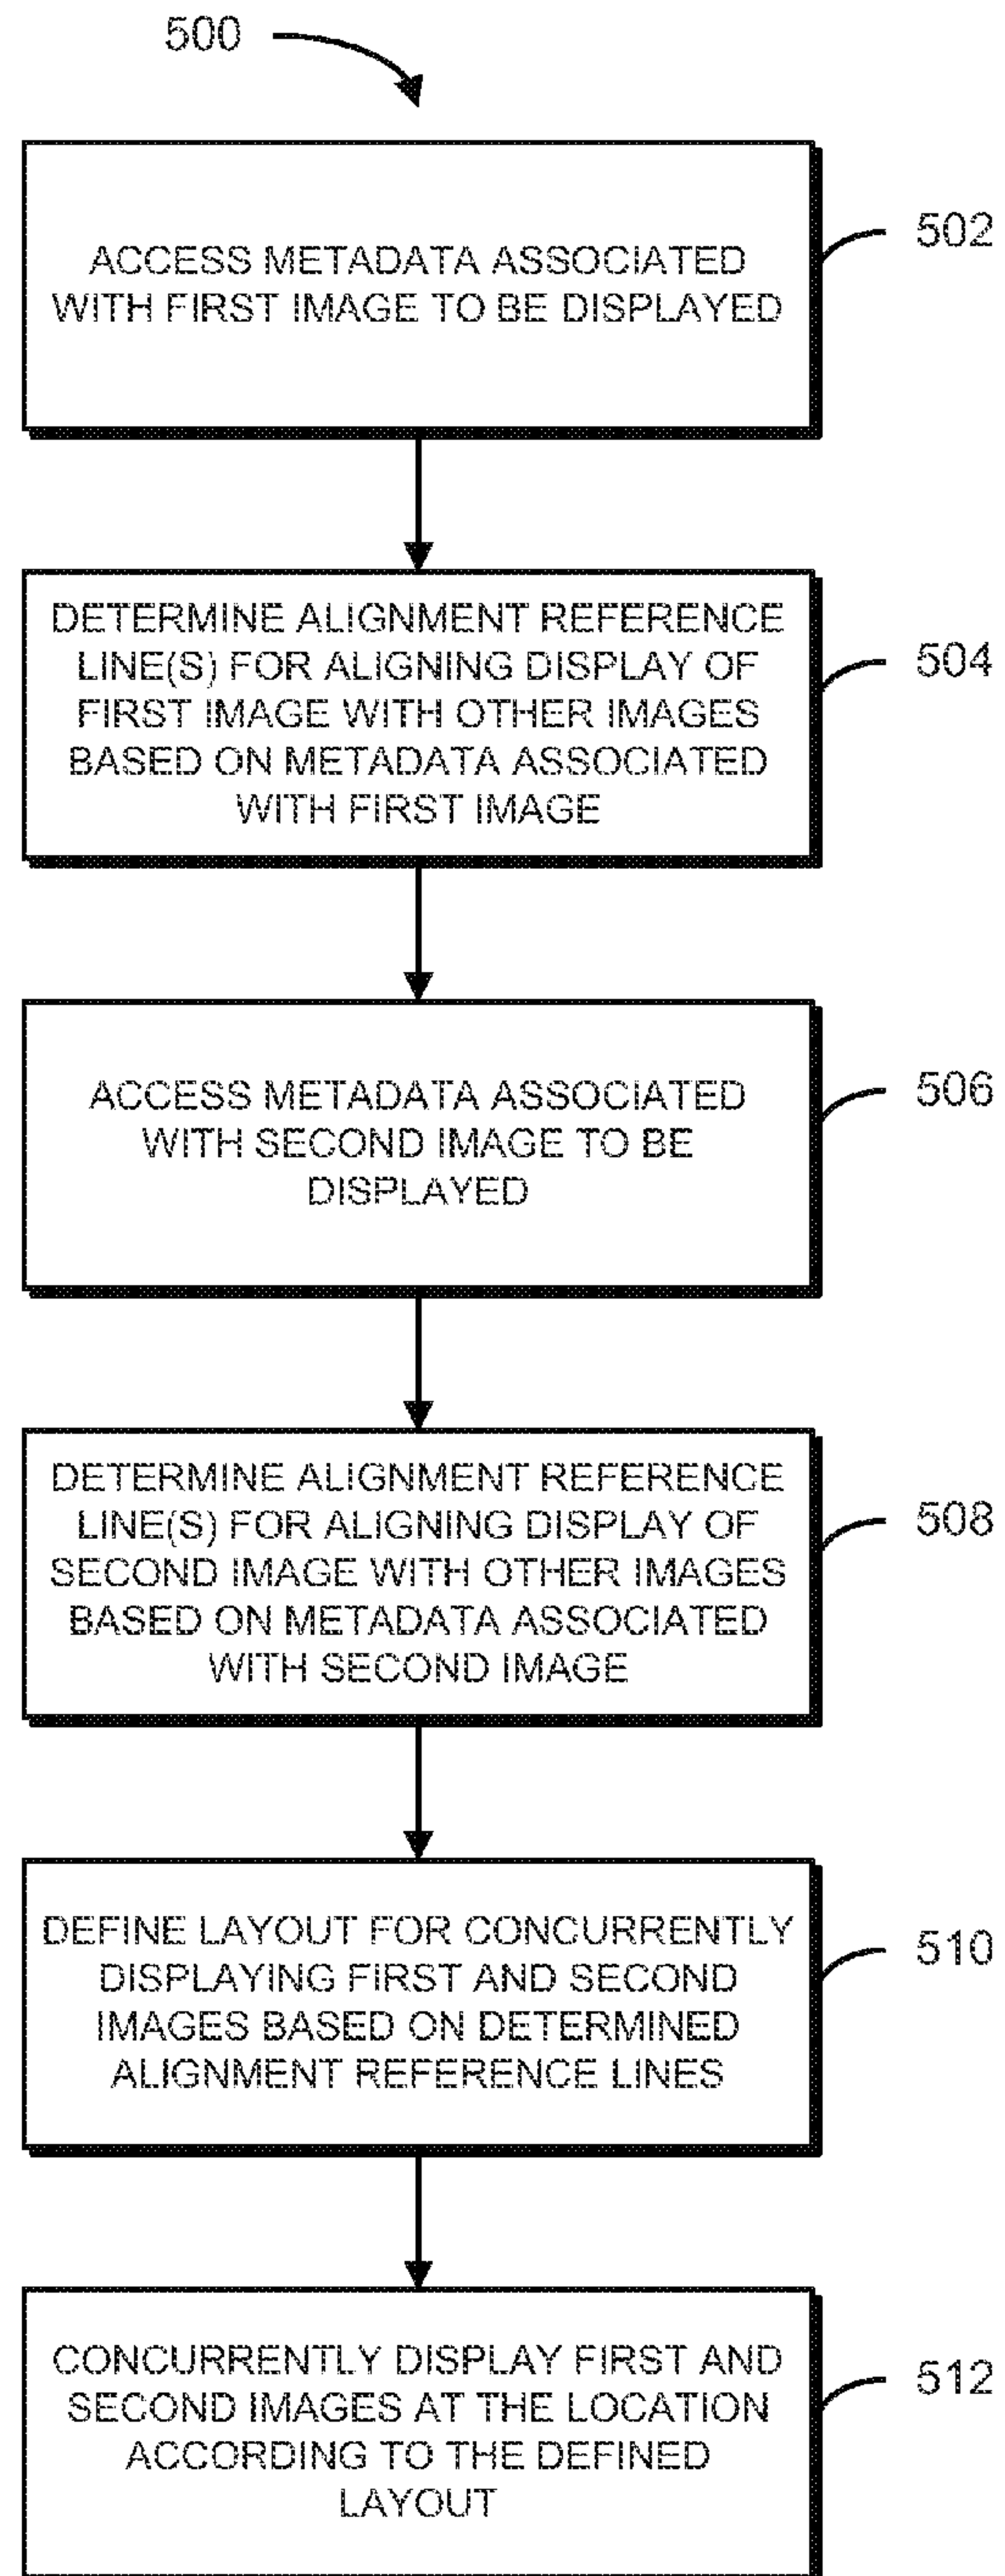 500
ACCESS METADATA ASSOCIATED
WITH FIRST IMAGE TO BE DISPLAYED
502
DETERMINE ALIGNMENT REFERENCE
LINE(S) FOR ALIGNING DISPLAY OF
FIRST IMAGE WITH OTHER IMAGES
BASED ON METADATA ASSOCIATED
WITH FIRST IMAGE
504
ACCESS METADATA ASSOCIATED
WITH SECOND IMAGE TO BE
DISPLAYED
506
DETERMINE ALIGNMENT REFERENCE
LINE(S) FOR ALIGNING DISPLAY OF
SECOND IMAGE WITH OTHER IMAGES
BASED ON METADATA ASSOCIATED
WITH SECOND IMAGE
508
DEFINE LAYOUT FOR CONCURRENTLY
DISPLAYING FIRST AND SECOND
IMAGES BASED ON DETERMINED
ALIGNMENT REFERENCE LINES
510
CONCURRENTLY DISPLAY FIRST AND
SECOND IMAGES AT THE LOCATION
ACCORDING TO THE DEFINED
LAYOUT
512